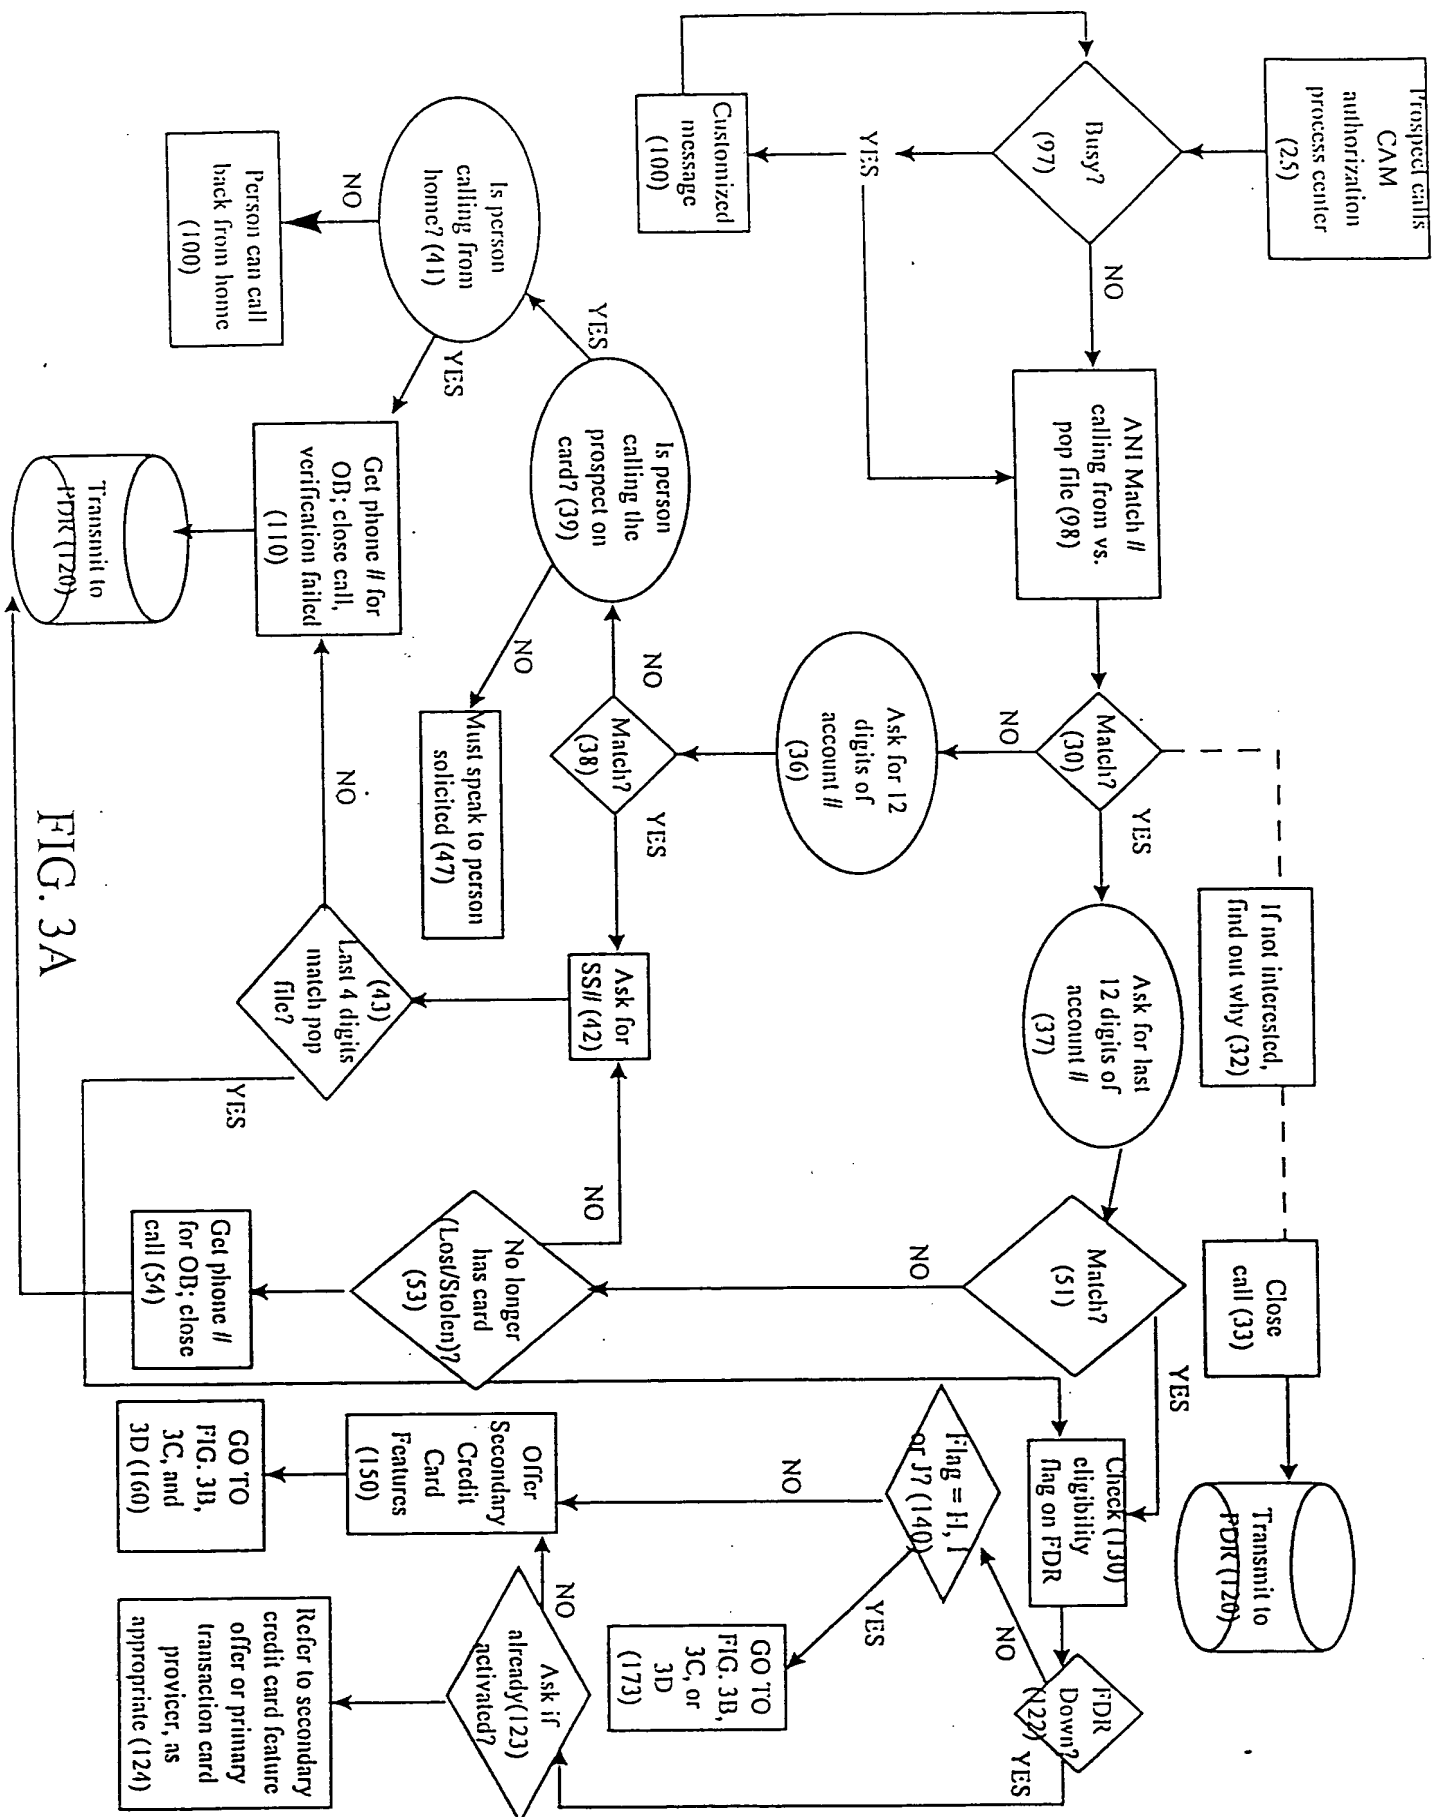 Prospect calls
CAM
authorization
process center
(25)
Busy?
(97)
NO
YES
Customized
message
(100)
ANI Match #
calling from vs.
pop file (98)
Match?
(30)
YES
NO
If not interested,
find out why (32)
Close
call (33)
Transmit to
PDR (120)
Ask for last
12 digits of
account #
(37)
Match?
(51)
YES
NO
Ask for 12
digits of
account #
(36)
Match?
(38)
YES
NO
Is person
calling the
prospect on
card? (39)
YES
NO
Must speak to person
solicited (47)
Is person
calling from
home? (41)
NO
YES
Person can call
back from home
(100)
Get phone # for
OB; close call,
verification failed
(110)
Transmit to
PDR (120)
Ask for
SS# (42)
(43)
Last 4 digits
match pop
file?
NO
YES
No longer
has card
(Lost/Stolen)?
(53)
NO
Get phone #
for OB; close
call (54)
Check (130)
eligibility
flag on FDR
FDR
Down?
(122)
NO
YES
Flag = H, I
or J? (140)
NO
YES
GO TO
FIG. 3B,
3C, or
3D
(173)
Offer
Secondary
Credit
Card
Features
(150)
GO TO
FIG. 3B,
3C, and
3D (160)
Ask if
already(123)
activated?
NO
Refer to secondary
credit card feature
offer or primary
transaction card
provicer, as
appropriate (124)
FIG. 3A